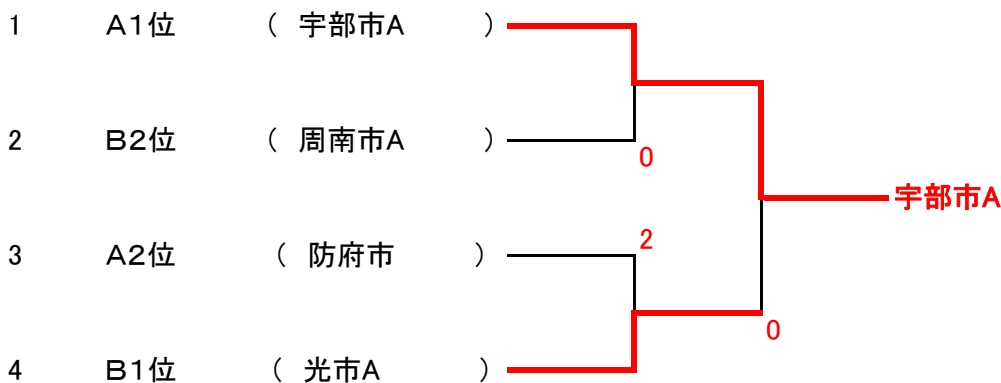 1 A1位 ( 宇部市A )
2 B2位 ( 周南市A )
0
宇部市A
2
3 A2位 ( 防府市 )
0
4 B1位 ( 光市A )